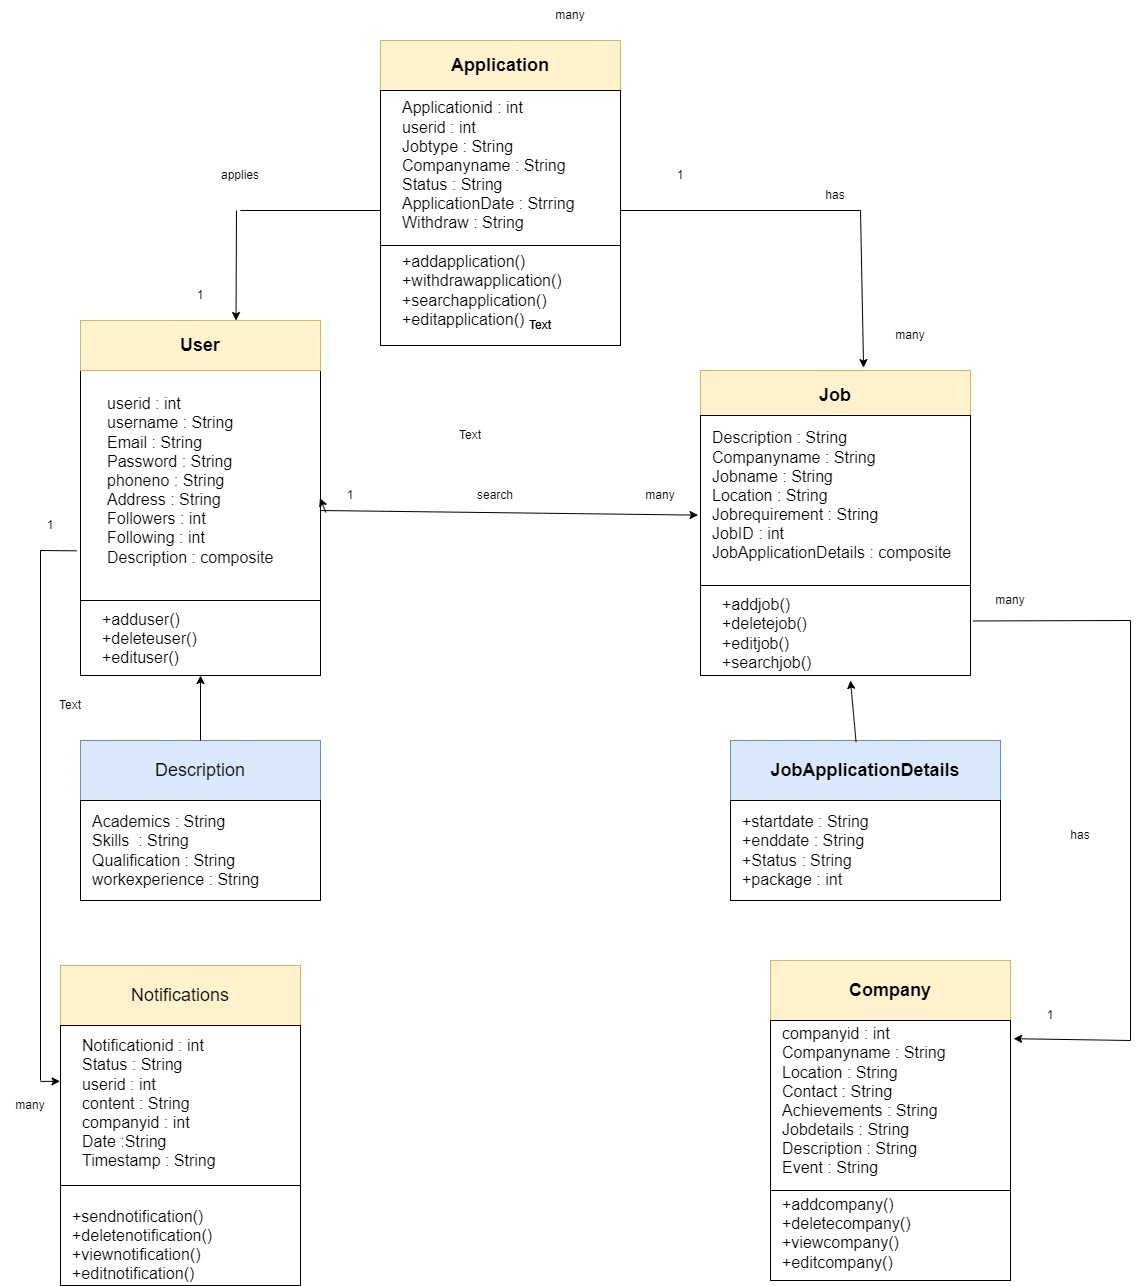 many
Application
Applicationid : int
userid : int
Jobtype : String
Companyname : String
Status : String
ApplicationDate : Strring
Withdraw : String
+addapplication()
+withdrawapplication()
+searchapplication()
+editapplication()
Text
applies
1
1
has
many
User
userid : int
username : String
Email : String
Password : String
phoneno : String
Address : String
Followers : int
Following : int
Description : composite
+adduser()
+deleteuser()
+edituser()
Text
1
search
many
Job
Description : String
Companyname : String
Jobname : String
Location : String
Jobrequirement : String
JobID : int
JobApplicationDetails : composite
+addjob()
+deletejob()
+editjob()
+searchjob()
1
Text
many
many
has
1
Description
Academics : String
Skills : String
Qualification : String
workexperience : String
JobApplicationDetails
+startdate : String
+enddate : String
+Status : String
+package : int
Notifications
Notificationid : int
Status : String
userid : int
content : String
companyid : int
Date :String
Timestamp : String
+sendnotification()
+deletenotification()
+viewnotification()
+editnotification()
Company
companyid : int
Companyname : String
Location : String
Contact : String
Achievements : String
Jobdetails : String
Description : String
Event : String
+addcompany()
+deletecompany()
+viewcompany()
+editcompany()